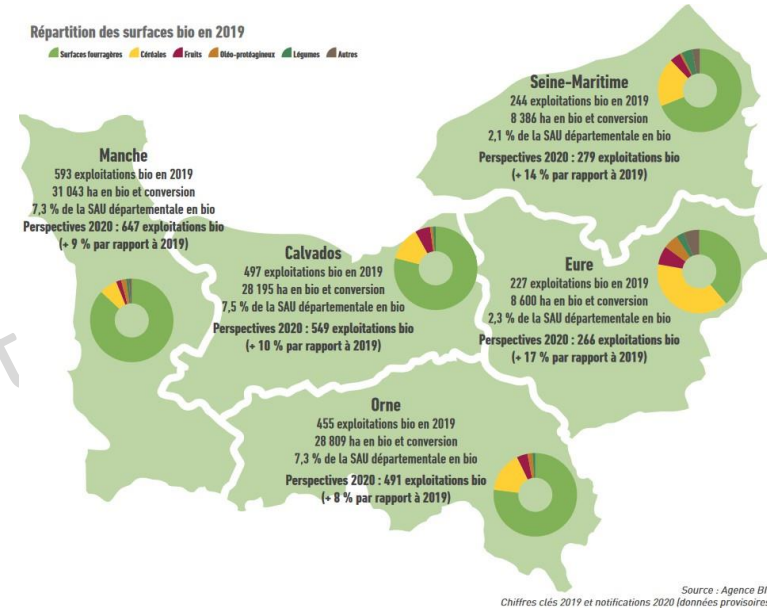 Répartition des surfaces bio en 2019
Surfaces fourragères Céréales Fruits Oléo-protéagineux Légumes Autres
Seine-Maritime
244 exploitations bio en 2019
8 386 ha en bio et conversion
2,1 % de la SAU départementale en bio
Perspectives 2020 : 279 exploitations bio
(+ 14 % par rapport à 2019)
Manche
593 exploitations bio en 2019
31 043 ha en bio et conversion
7,3 % de la SAU départementale en bio
Perspectives 2020 : 647 exploitations bio
(+ 9 % par rapport à 2019)
Calvados
497 exploitations bio en 2019
28 195 ha en bio et conversion
7,5 % de la SAU départementale en bio
Perspectives 2020 : 549 exploitations bio
(+ 10 % par rapport à 2019)
Eure
227 exploitations bio en 2019
8 600 ha en bio et conversion
2,3 % de la SAU départementale en bio
Perspectives 2020 : 266 exploitations bio
(+ 17 % par rapport à 2019)
Orne
455 exploitations bio en 2019
28 809 ha en bio et conversion
7,3 % de la SAU départementale en bio
Perspectives 2020 : 491 exploitations bio
(+ 8 % par rapport à 2019)
Source : Agence BI
Chiffres clés 2019 et notifications 2020 (données provisoires